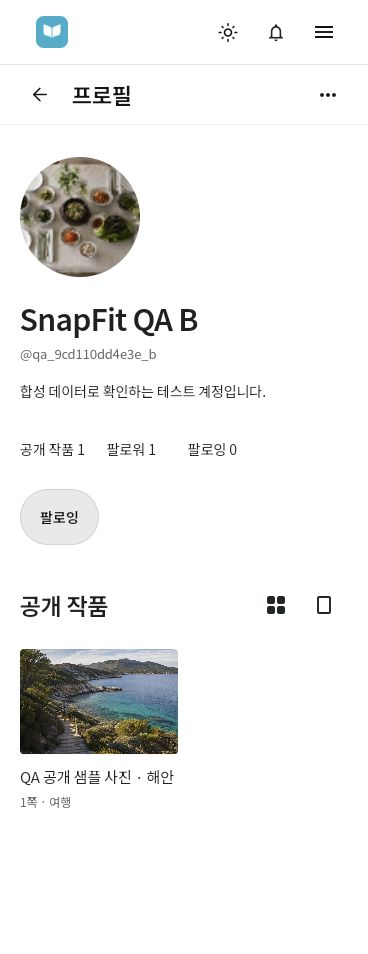 프로필
SnapFit QA B
@qa_9cd110dd4e3e_b
합성 데이터로 확인하는 테스트 계정입니다.
공개 작품 1 팔로워 1 팔로잉 0
팔로잉
공개 작품
QA 공개 샘플 사진 · 해안
1쪽 · 여행